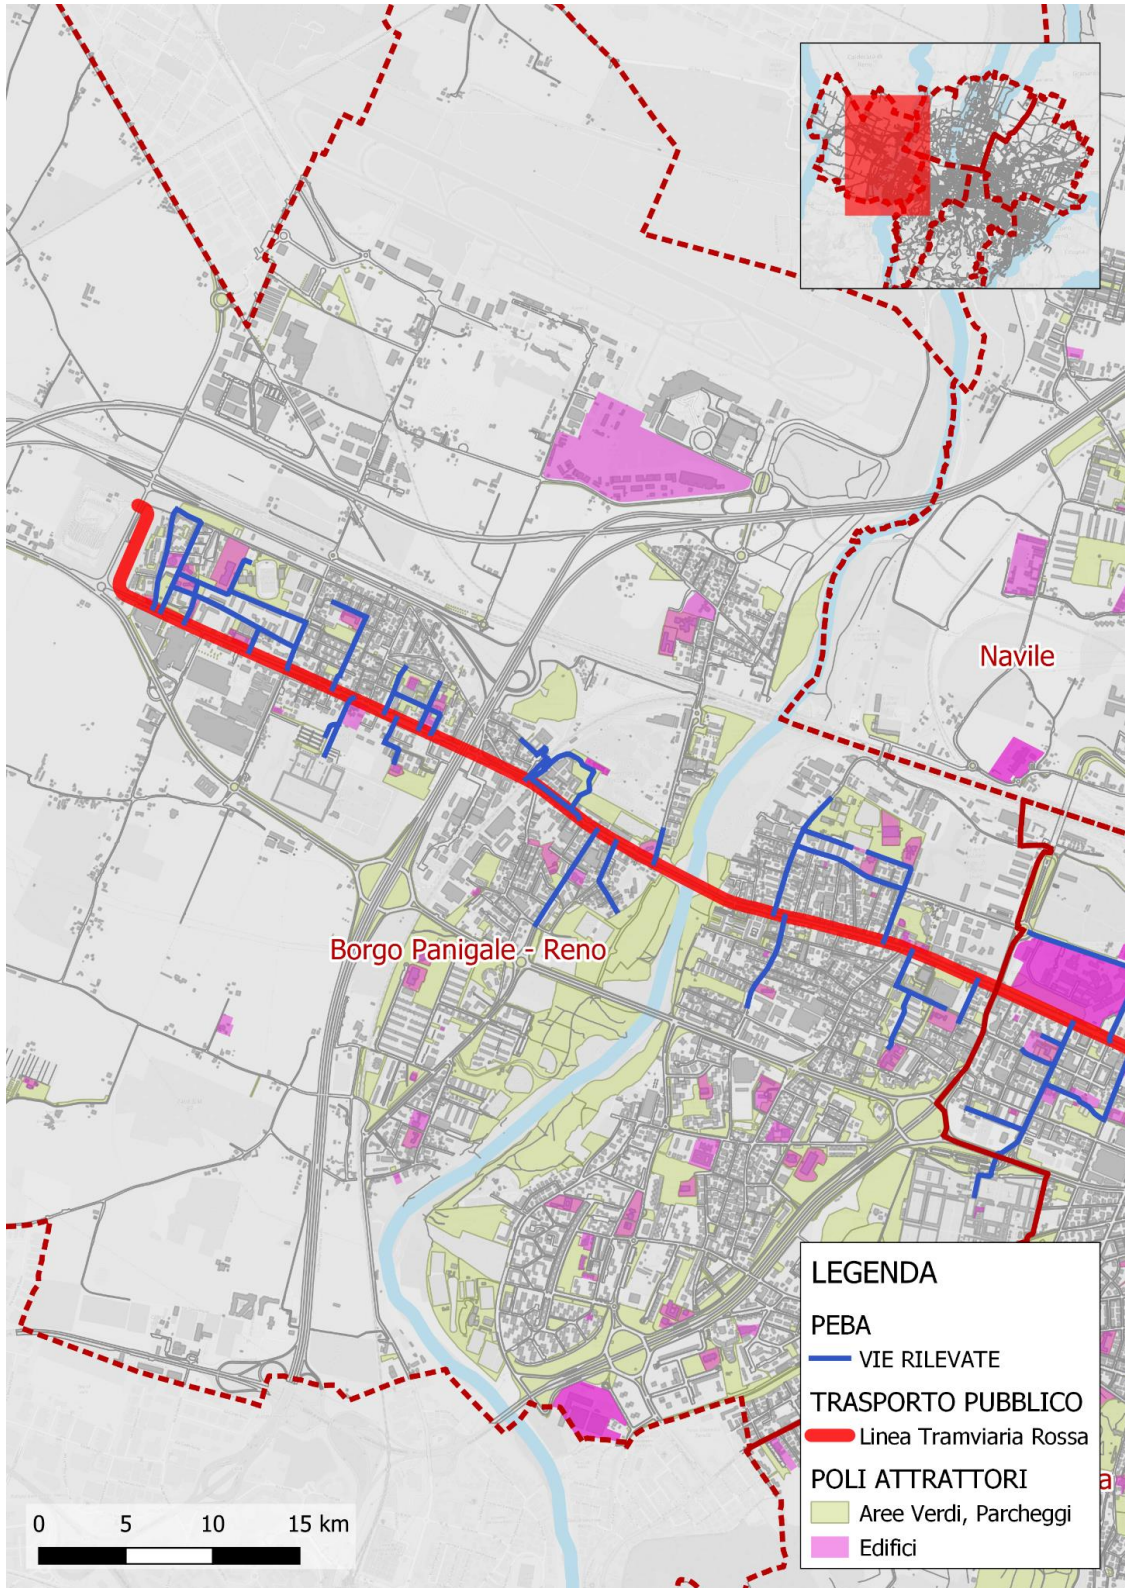 Navile
Borgo Panigale - Reno
LEGENDA
PEBA
VIE RILEVATE
TRASPORTO PUBBLICO
Linea Tramviaria Rossa
POLI ATTRATTORI
a
Aree Verdi, Parcheggi
Edifici
0 5 10 15 km